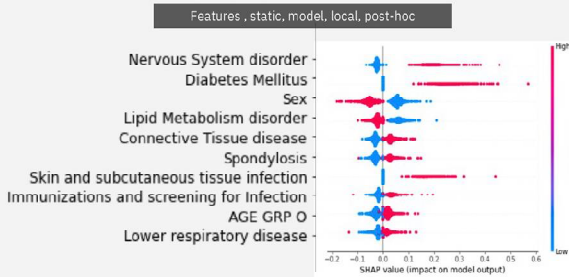 Features , static, model, local, post-hoc
High
Nervous System disorder
Diabetes Mellitus
Sex
Lipid Metabolism disorder
Connective Tissue disease
Spondylosis
Skin and subcutaneous tissue infection
Immunizations and screening for Infection
AGE GRP O
Lower respiratory disease
Low
−0.2 −0.1 0.0 0.1 0.2 0.3 0.4 0.5 0.6
SHAP value (impact on model output)